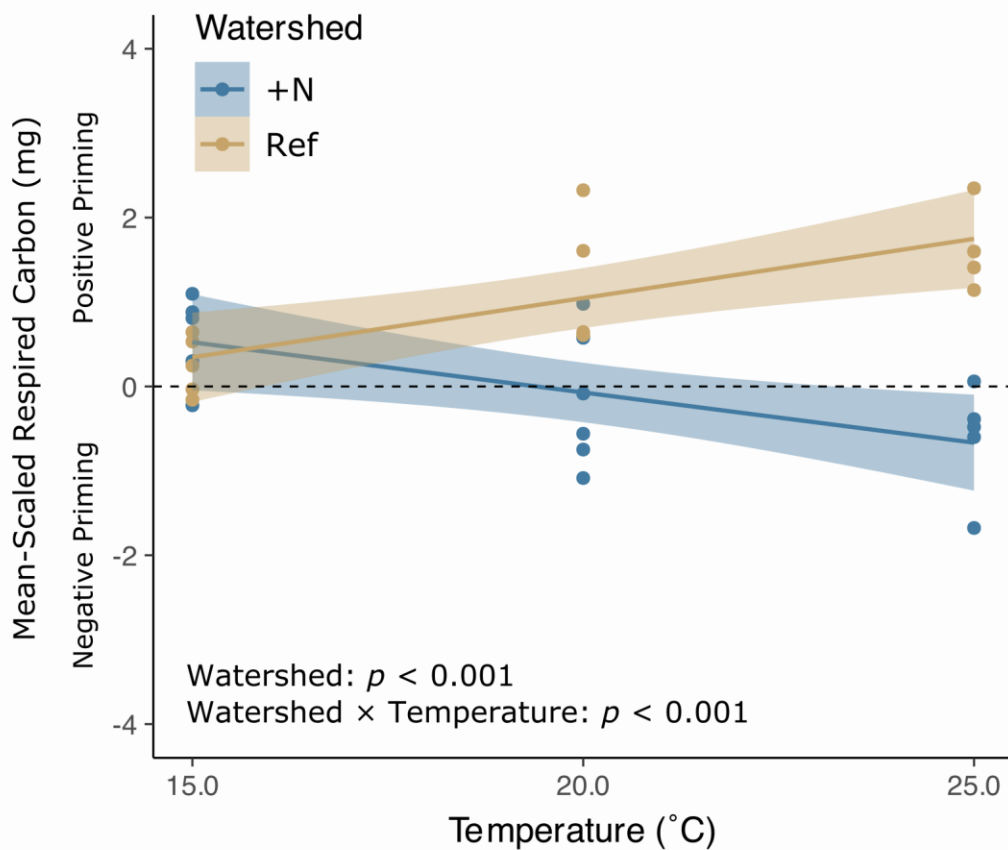 Watershed
+N
Ref
Mean-Scaled Respired Carbon (mg)
Positive Priming
Negative Priming
4
2
0
-2
-4
Watershed: p < 0.001
Watershed × Temperature: p < 0.001
15.0
20.0
25.0
Temperature (˚C)